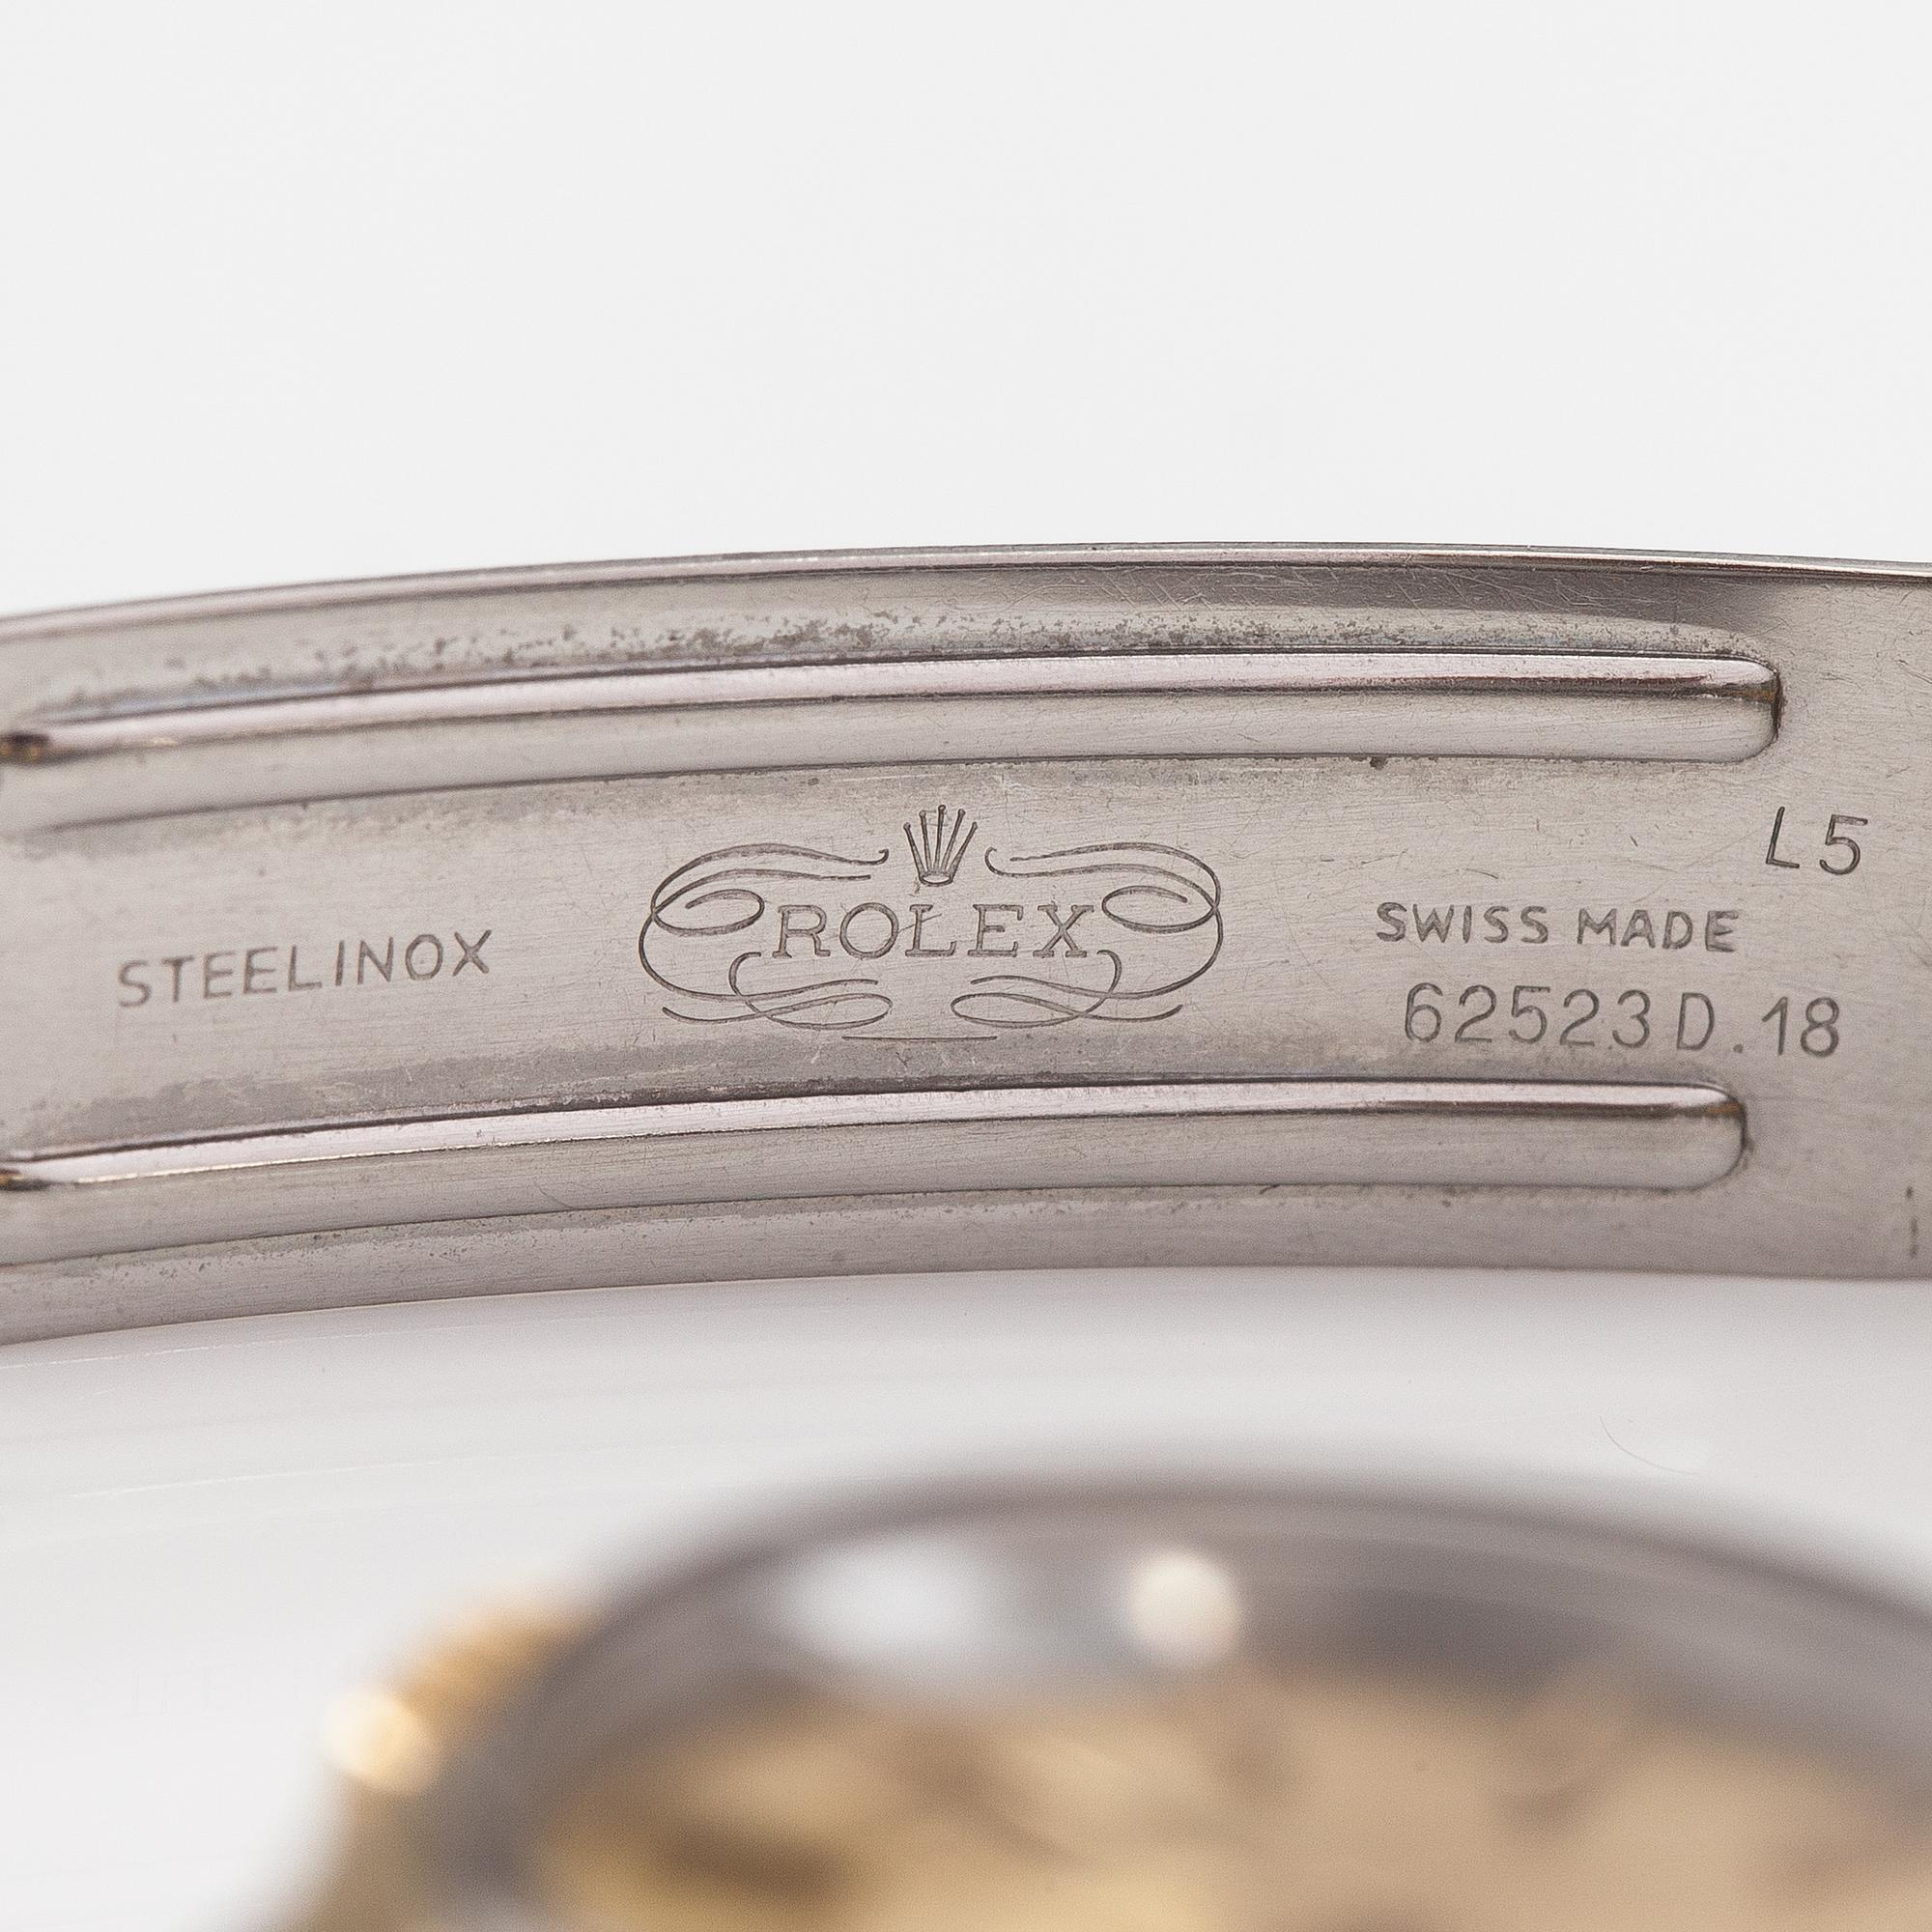 L5
STEELINOX
ROLEX
SWISS MADE
62523D.18